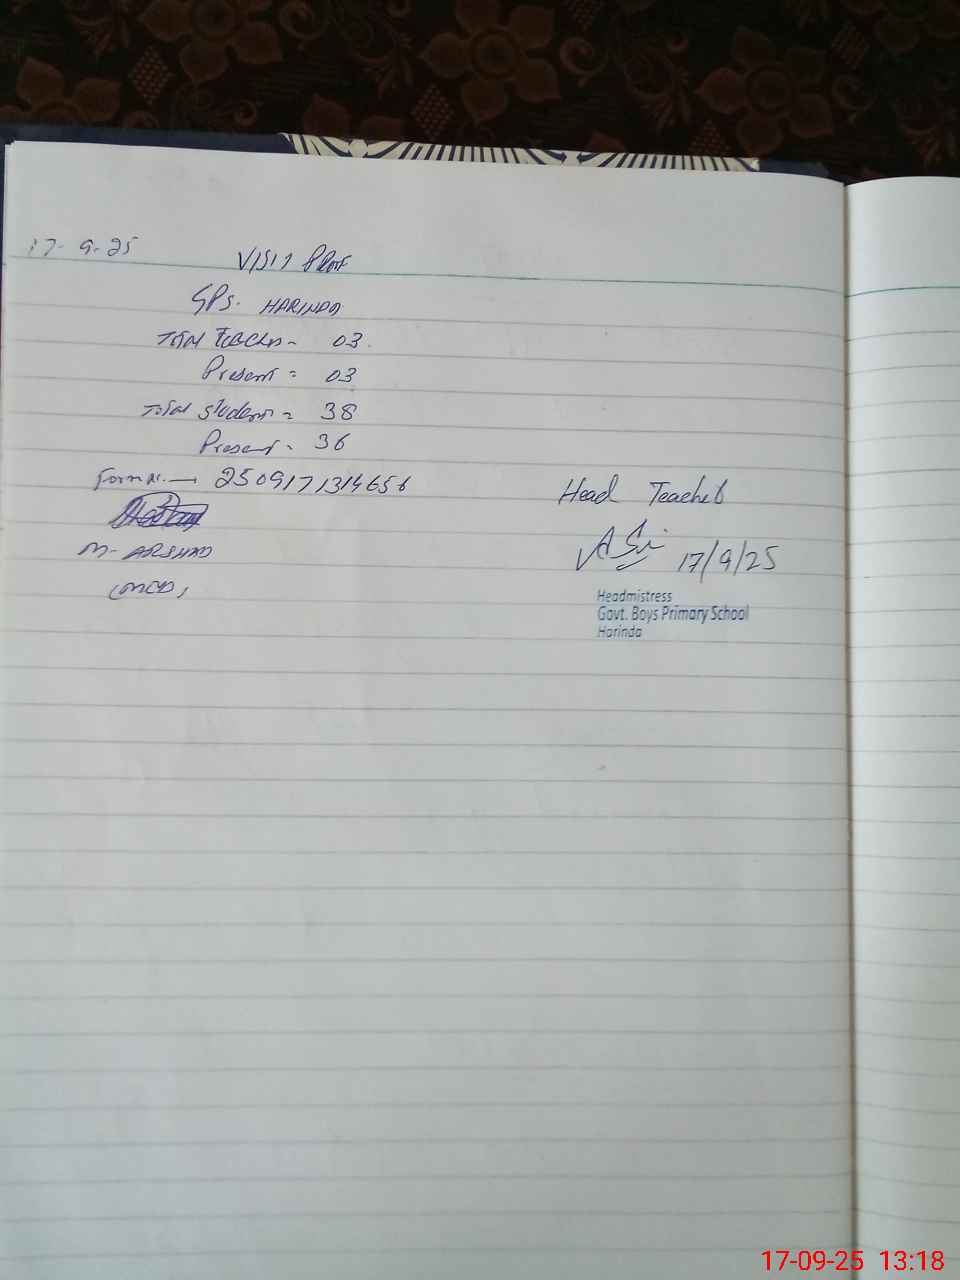 17-9-25
VISIT PROOF
GPS. HARINDA
Total Teachers = 03.
Present = 03
Total students = 38
Present = 36
Form No. — 2509171314656
M- ARSHAD
Head Teacher
17/9/25
Headmistress
Govt. Boys Primary School
Harinda
17-09-25 13:18